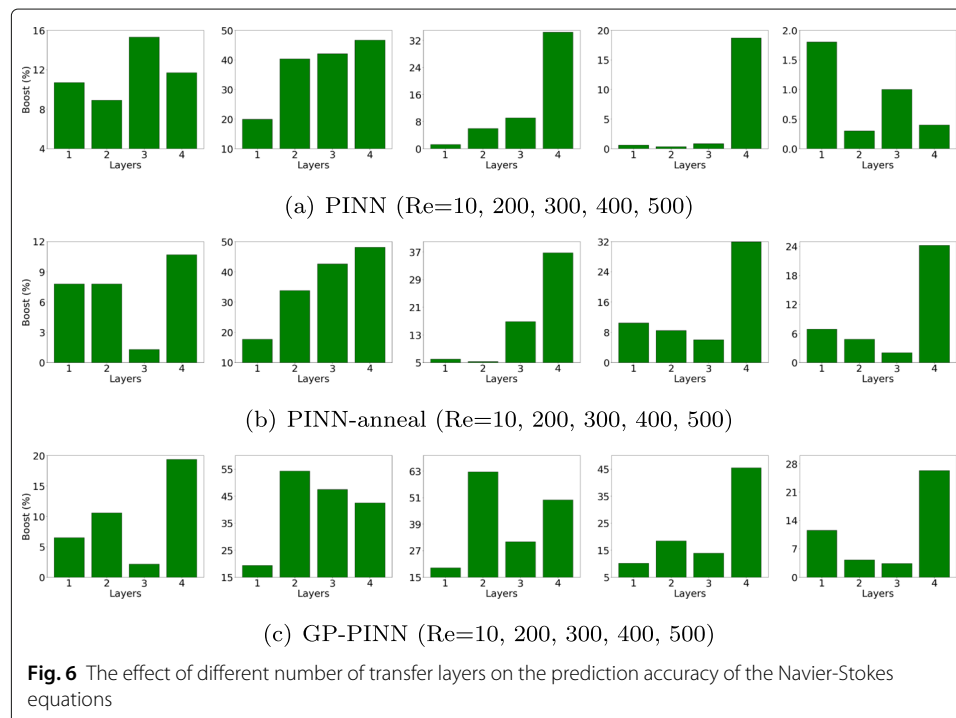 16 12 8 4
Boost (%)
1 2 3 4
Layers
50 40 30 20 10
1 2 3 4
Layers
32 24 16 8 0
1 2 3 4
Layers
20 15 10 5 0
1 2 3 4
Layers
2.0 1.5 1.0 0.5 0.0
1 2 3 4
Layers
(a) PINN (Re=10, 200, 300, 400, 500)
12 9 6 3 0
Boost (%)
1 2 3 4
Layers
50 40 30 20 10
1 2 3 4
Layers
37 29 21 13 5
1 2 3 4
Layers
32 24 16 8 0
1 2 3 4
Layers
24 18 12 6 0
1 2 3 4
Layers
(b) PINN-anneal (Re=10, 200, 300, 400, 500)
20 15 10 5 0
Boost (%)
1 2 3 4
Layers
55 45 35 25 15
1 2 3 4
Layers
63 51 39 27 15
1 2 3 4
Layers
45 35 25 15 5
1 2 3 4
Layers
28 21 14 7 0
1 2 3 4
Layers
(c) GP-PINN (Re=10, 200, 300, 400, 500)
Fig. 6 The effect of different number of transfer layers on the prediction accuracy of the Navier-Stokes
equations